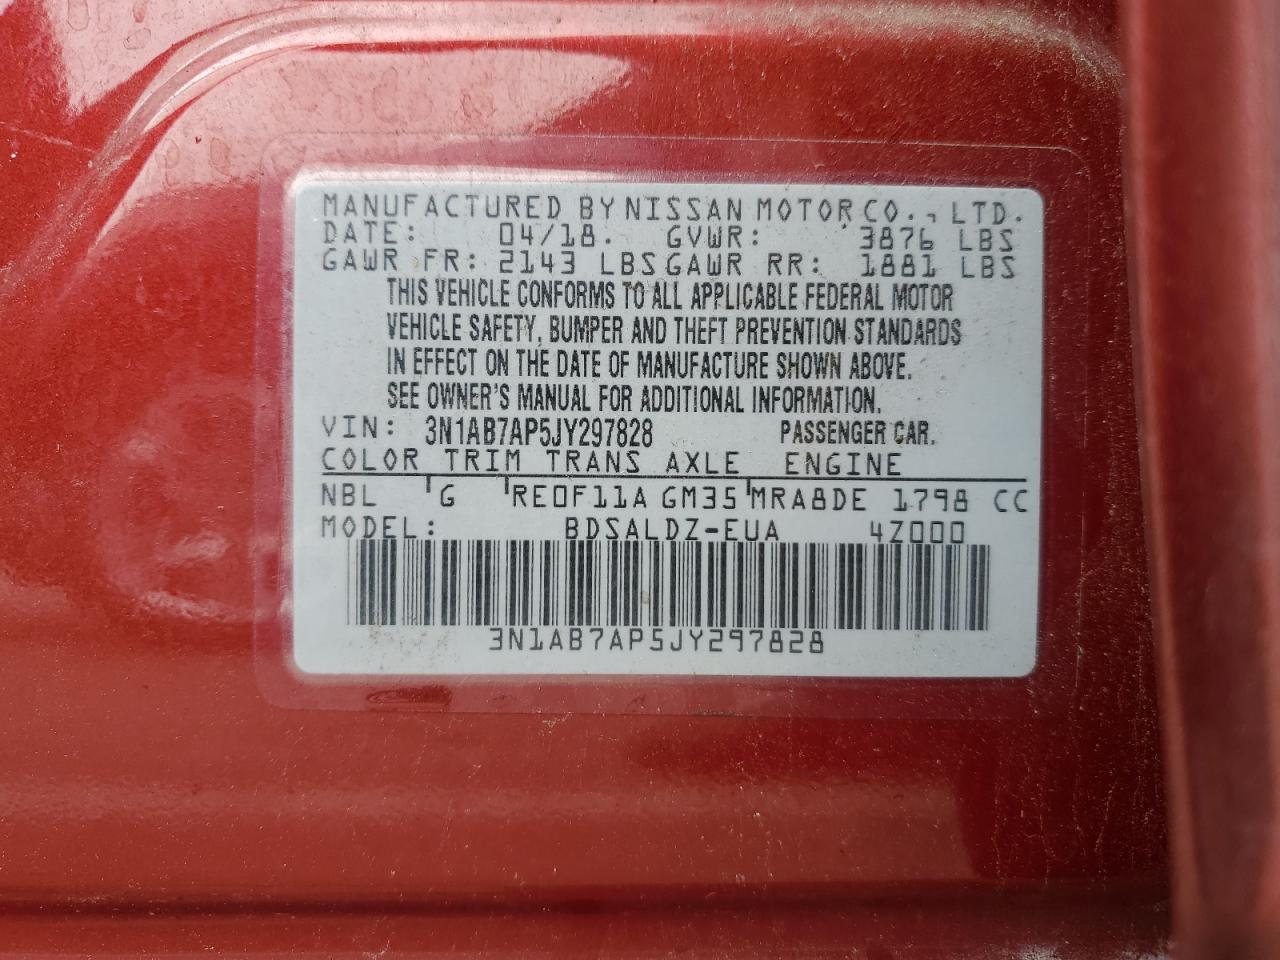 MANUFACTURED BY NISSAN MOTOR CO., LTD.
DATE: 04/18. GVWR: 3876 LBS
GAWR FR: 2143 LBS GAWR RR: 1881 LBS
THIS VEHICLE CONFORMS TO ALL APPLICABLE FEDERAL MOTOR
VEHICLE SAFETY, BUMPER AND THEFT PREVENTION STANDARDS
IN EFFECT ON THE DATE OF MANUFACTURE SHOWN ABOVE.
SEE OWNER'S MANUAL FOR ADDITIONAL INFORMATION.
VIN: 3N1AB7AP5JY297828 PASSENGER CAR.
COLOR TRIM TRANS AXLE ENGINE
NBL G RE0F11A GM35 MRA8DE 1798 CC
MODEL: BDSALDZ-EUA 4Z000
3N1AB7AP5JY297828